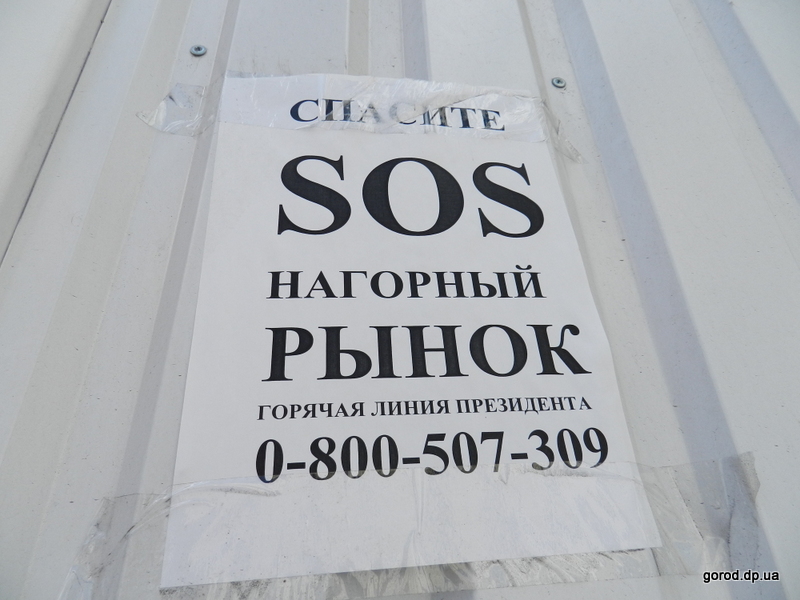 СПАСИТЕ
SOS
НАГОРНЫЙ
РЫНОК
ГОРЯЧАЯ ЛИНИЯ ПРЕЗИДЕНТА
0-800-507-309
gorod.dp.ua